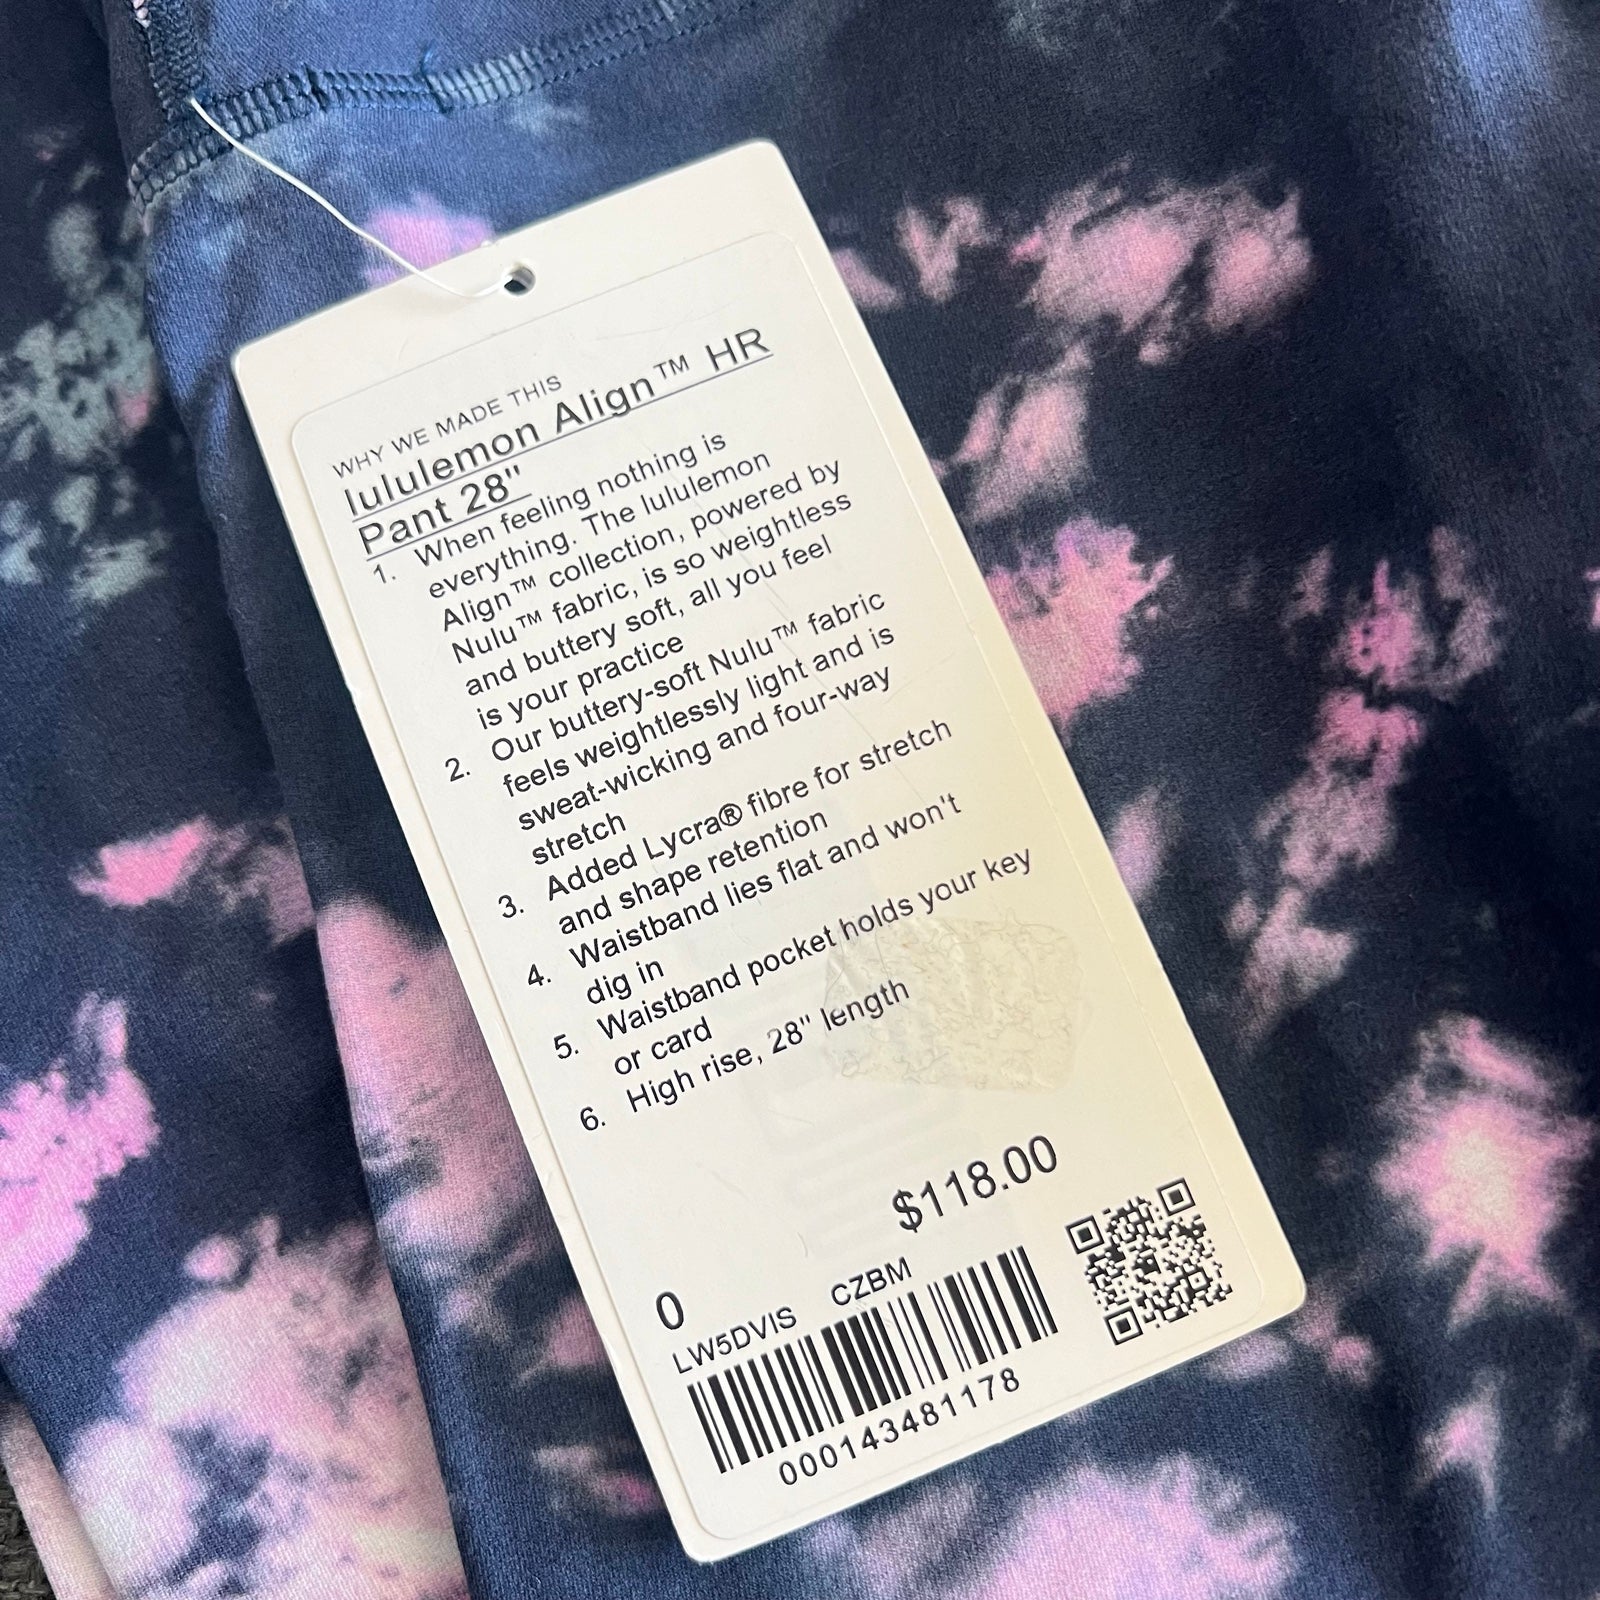 WHY WE MADE THIS
lululemon Align™ HR
Pant 28"
1. When feeling nothing is
everything. The lululemon
Align™ collection, powered by
Nulu™ fabric, is so weightless
and buttery soft, all you feel
is your practice
2. Our buttery-soft Nulu™ fabric
feels weightlessly light and is
sweat-wicking and four-way
stretch
3. Added Lycra® fibre for stretch
and shape retention
4. Waistband lies flat and won't
dig in
5. Waistband pocket holds your key
or card
6. High rise, 28" length
$118.00
0
LW5DVIS CZBM
000143481178